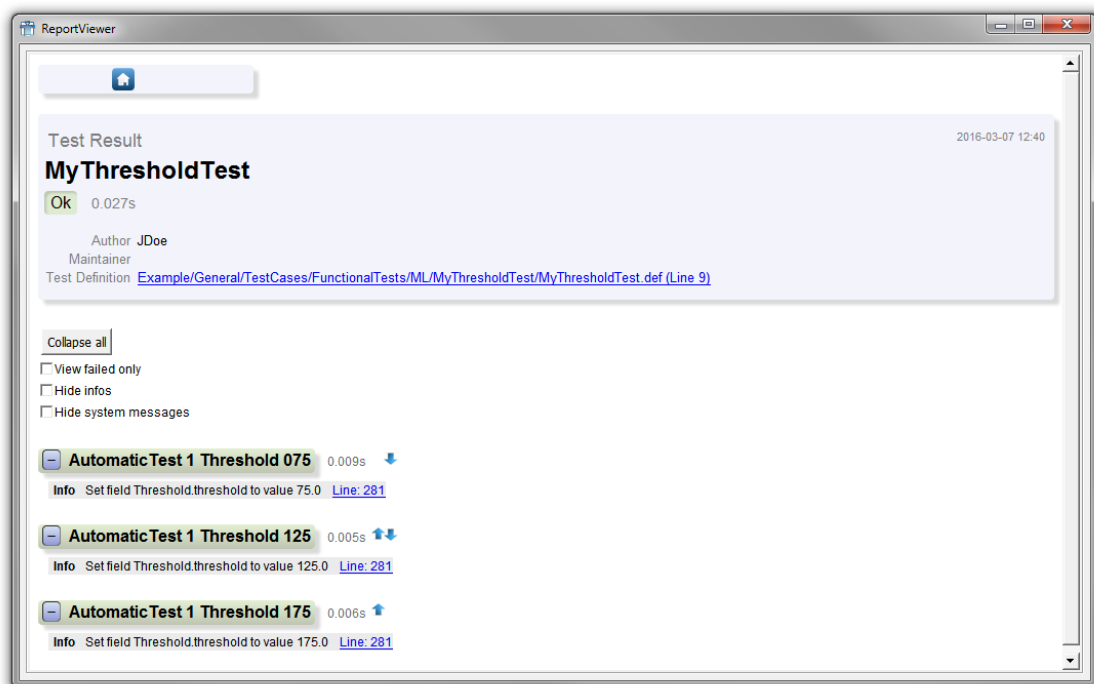 ReportViewer
Test Result
2016-03-07 12:40
MyThresholdTest
Ok 0.027s
Author JDoe
Maintainer
Test Definition Example/General/TestCases/FunctionalTests/ML/MyThresholdTest/MyThresholdTest.def (Line 9)
Collapse all
View failed only
Hide infos
Hide system messages
AutomaticTest 1 Threshold 075 0.009s
Info Set field Threshold.threshold to value 75.0 Line: 281
AutomaticTest 1 Threshold 125 0.005s
Info Set field Threshold.threshold to value 125.0 Line: 281
AutomaticTest 1 Threshold 175 0.006s
Info Set field Threshold.threshold to value 175.0 Line: 281